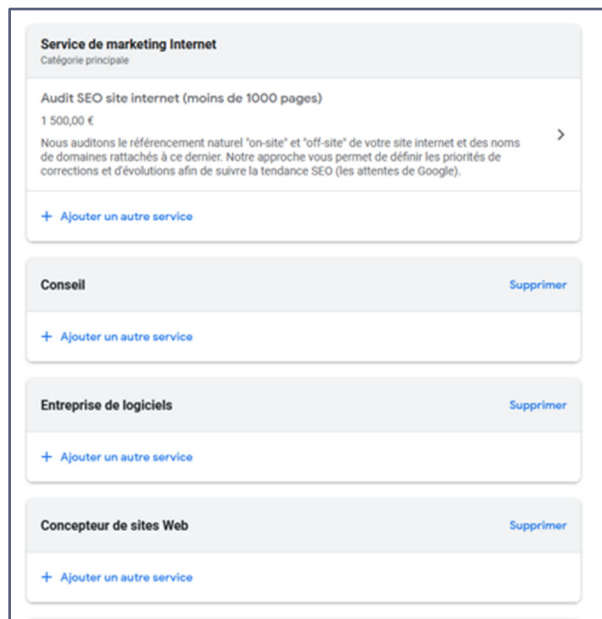 Service de marketing Internet
Catégorie principale
Audit SEO site internet (moins de 1000 pages)
1 500,00 €
Nous auditons le référencement naturel "on-site" et "off-site" de votre site internet et des noms
de domaines rattachés à ce dernier. Notre approche vous permet de définir les priorités de
corrections et d'évolutions afin de suivre la tendance SEO (les attentes de Google).
+ Ajouter un autre service
Conseil Supprimer
+ Ajouter un autre service
Entreprise de logiciels Supprimer
+ Ajouter un autre service
Concepteur de sites Web Supprimer
+ Ajouter un autre service